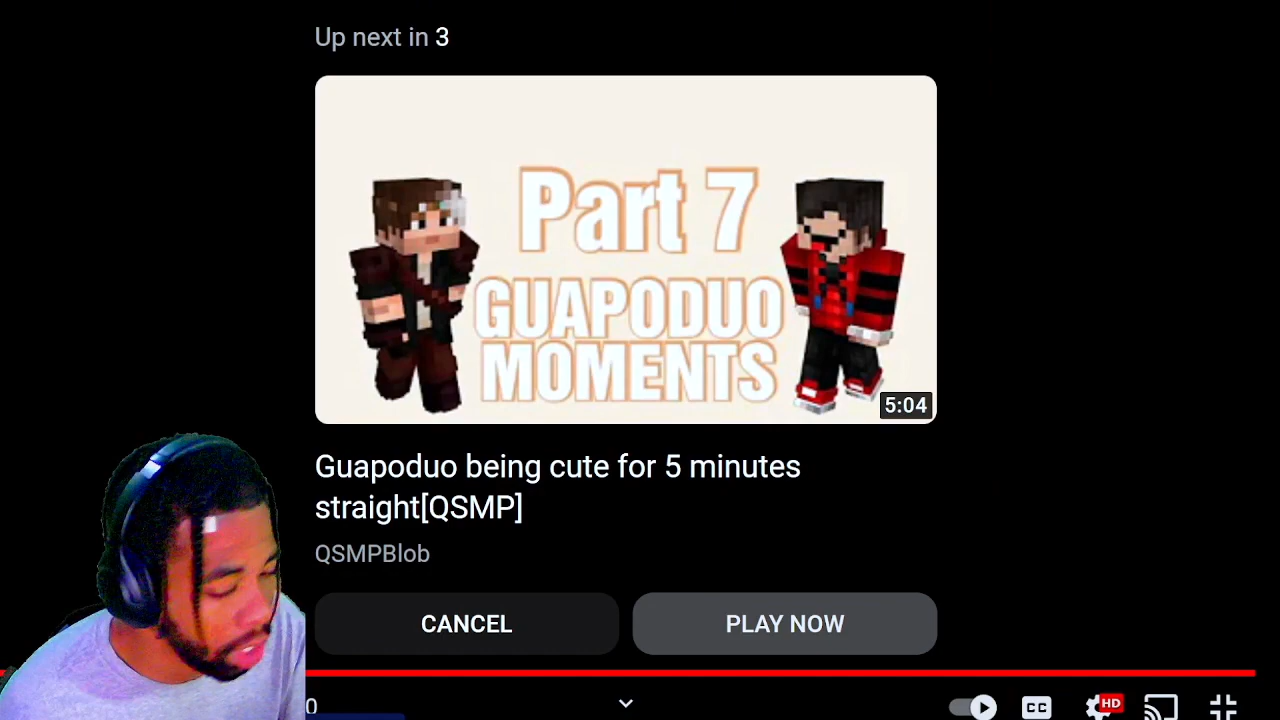 Up next in 3
Part 7
GUAPODUO
MOMENTS
5:04
Guapoduo being cute for 5 minutes
straight[QSMP]
QSMPBlob
CANCEL
PLAY NOW
0
CC
HD